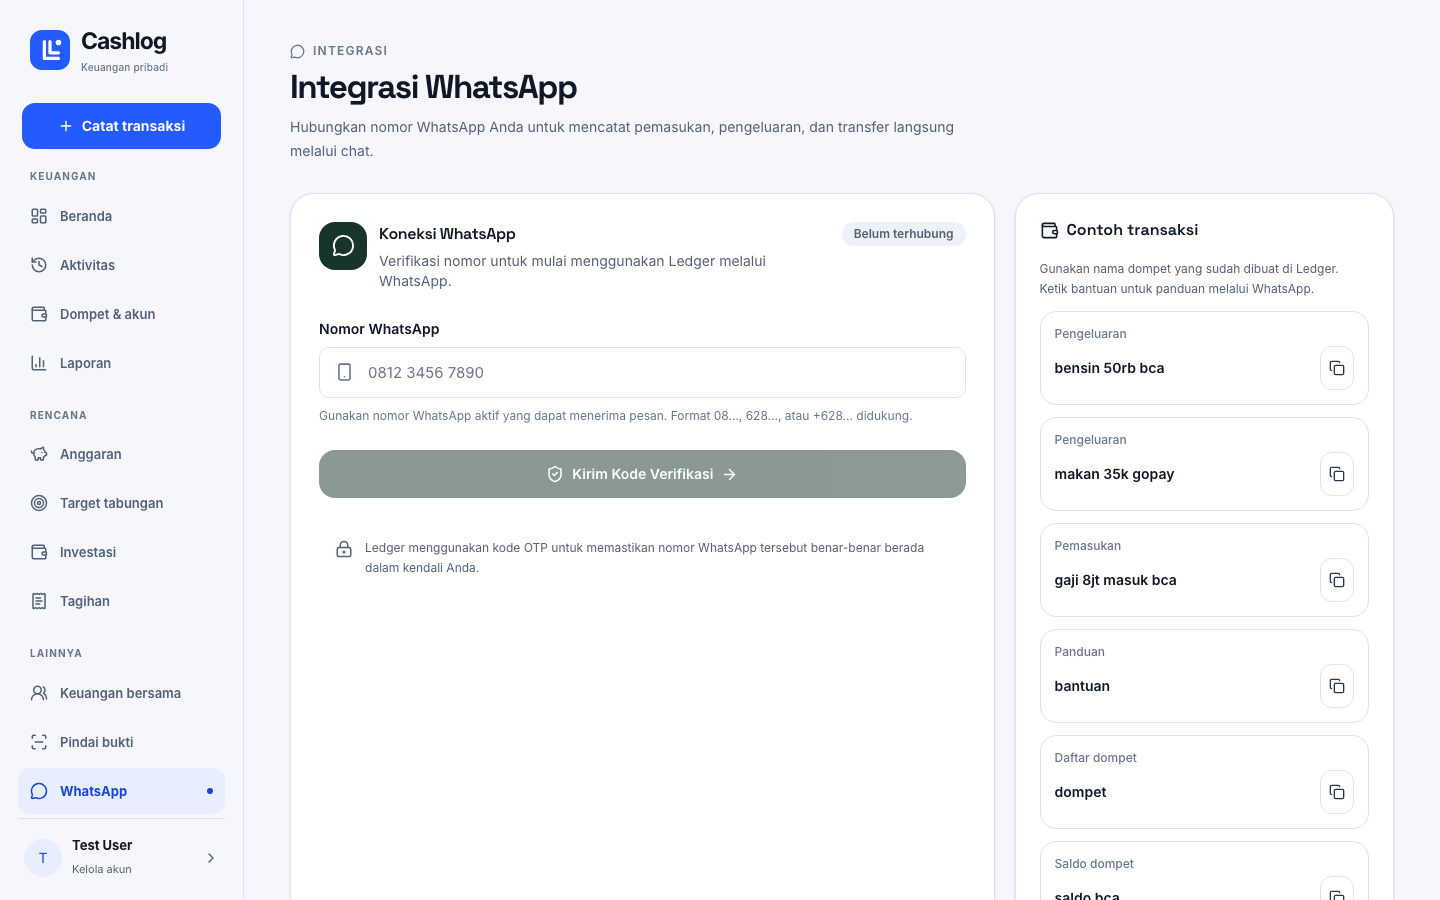 Cashlog
Keuangan pribadi
Catat transaksi
KEUANGAN
Beranda
Aktivitas
Dompet & akun
Laporan
RENCANA
Anggaran
Target tabungan
Investasi
Tagihan
LAINNYA
Keuangan bersama
Pindai bukti
WhatsApp
T
Test User
Kelola akun
INTEGRASI
Integrasi WhatsApp
Hubungkan nomor WhatsApp Anda untuk mencatat pemasukan, pengeluaran, dan transfer langsung
melalui chat.
Koneksi WhatsApp
Belum terhubung
Verifikasi nomor untuk mulai menggunakan Ledger melalui
WhatsApp.
Nomor WhatsApp
0812 3456 7890
Gunakan nomor WhatsApp aktif yang dapat menerima pesan. Format 08..., 628..., atau +628... didukung.
Kirim Kode Verifikasi
Ledger menggunakan kode OTP untuk memastikan nomor WhatsApp tersebut benar-benar berada
dalam kendali Anda.
Contoh transaksi
Gunakan nama dompet yang sudah dibuat di Ledger.
Ketik bantuan untuk panduan melalui WhatsApp.
Pengeluaran
bensin 50rb bca
Pengeluaran
makan 35k gopay
Pemasukan
gaji 8jt masuk bca
Panduan
bantuan
Daftar dompet
dompet
Saldo dompet
saldo bca